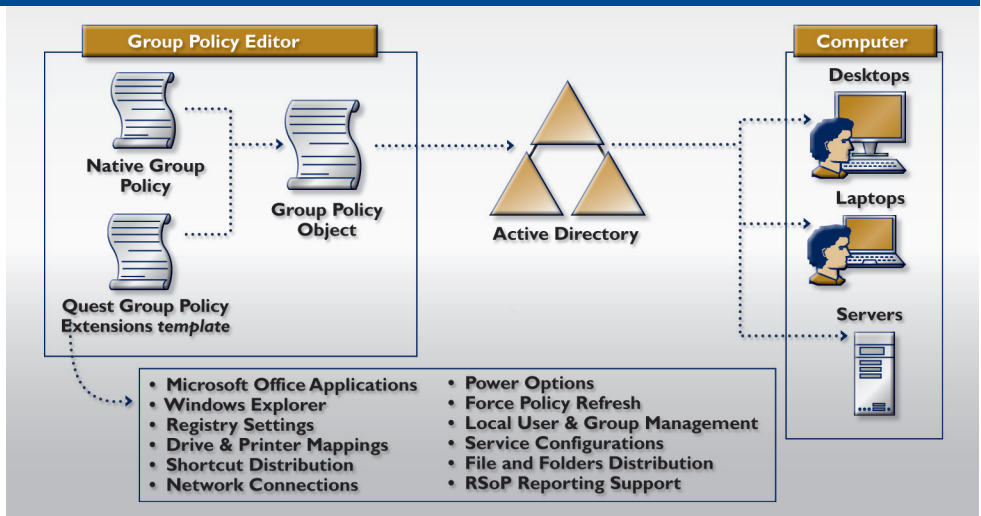 Group Policy Editor
Native Group
Policy
Group Policy
Object
Quest Group Policy
Extensions template
Active Directory
Computer
Desktops
Laptops
Servers
• Microsoft Office Applications
• Windows Explorer
• Registry Settings
• Drive & Printer Mappings
• Shortcut Distribution
• Network Connections
• Power Options
• Force Policy Refresh
• Local User & Group Management
• Service Configurations
• File and Folders Distribution
• RSoP Reporting Support